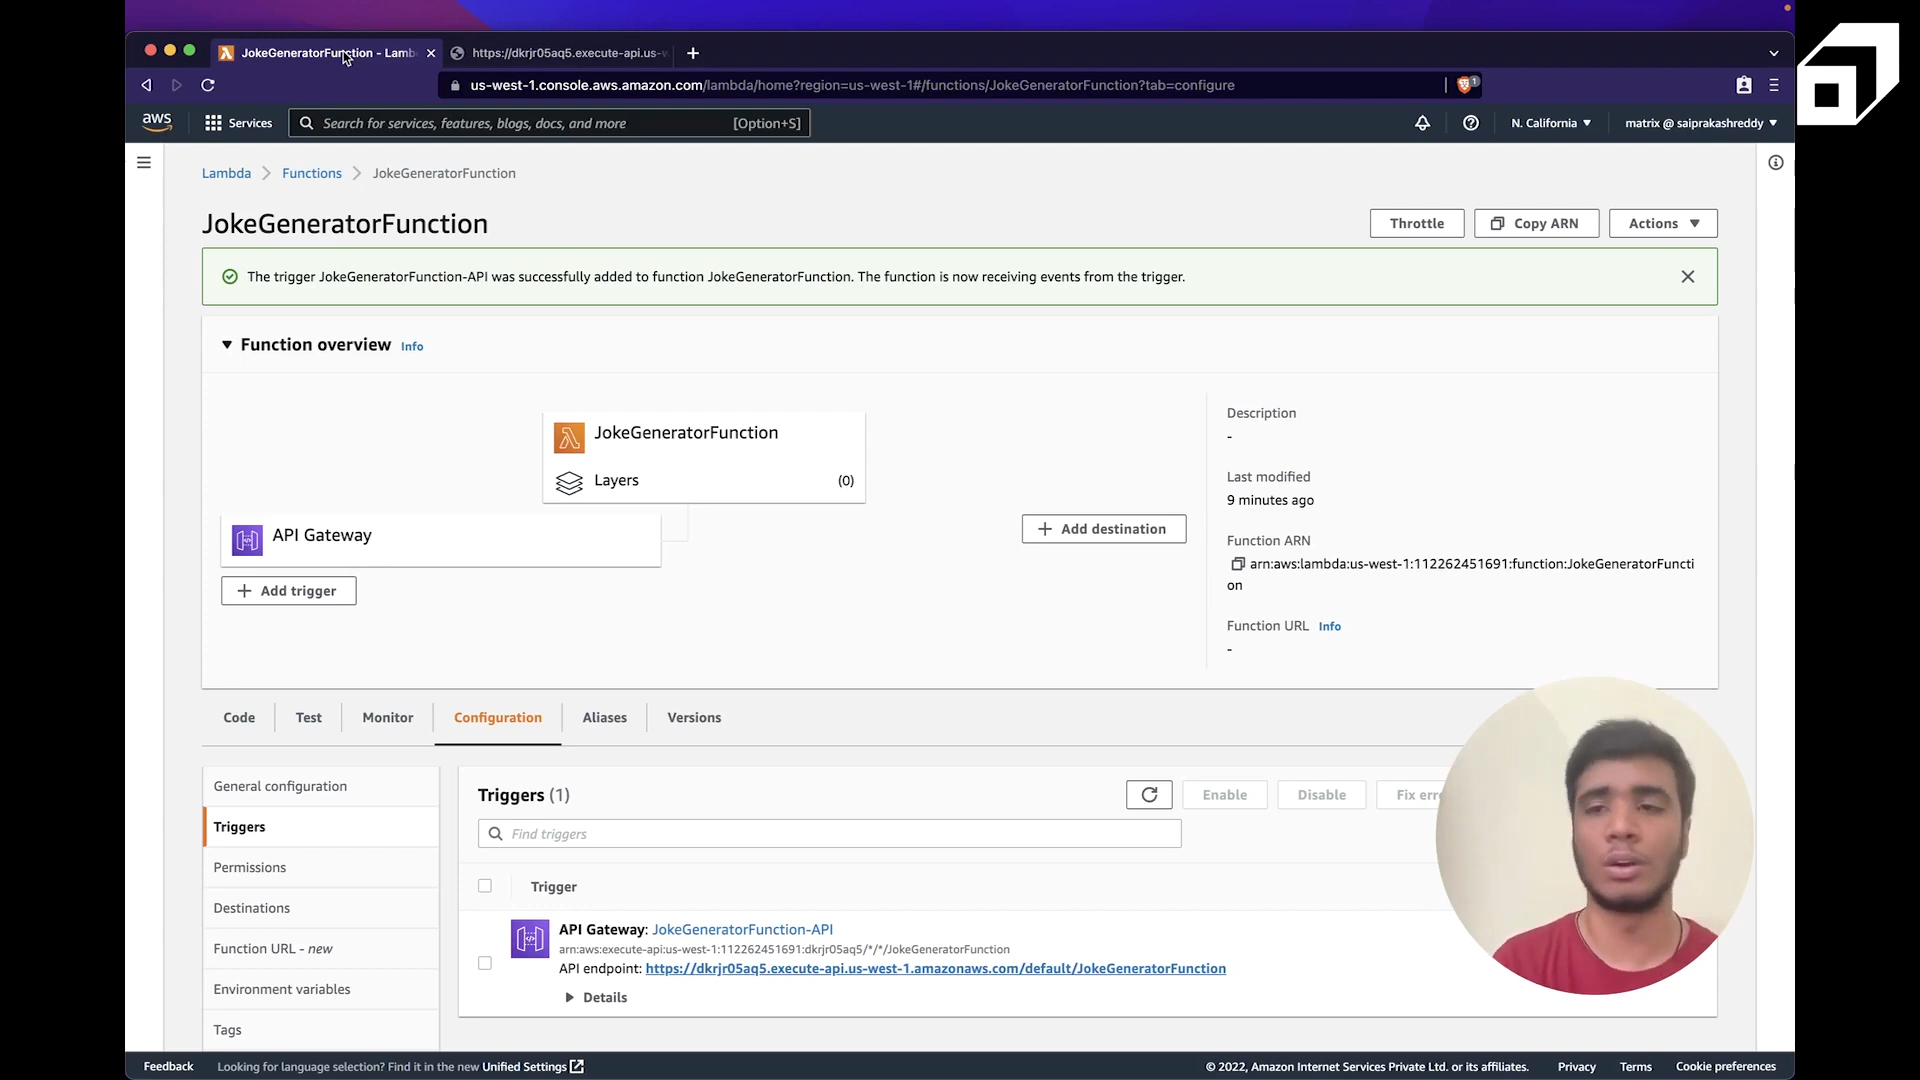 JokeGeneratorFunction - Lamb
https://dkrjr05aq5.execute-api.us-w
us-west-1.console.aws.amazon.com/lambda/home?region=us-west-1#/functions/JokeGeneratorFunction?tab=configure
1
aws
Services
Search for services, features, blogs, docs, and more
[Option+S]
N. California
matrix @ saiprakashreddy
Lambda
Functions
JokeGeneratorFunction
JokeGeneratorFunction
Throttle
Copy ARN
Actions
The trigger JokeGeneratorFunction-API was successfully added to function JokeGeneratorFunction. The function is now receiving events from the trigger.
Function overview Info
JokeGeneratorFunction
Layers (0)
API Gateway
+ Add trigger
+ Add destination
Description
-
Last modified
9 minutes ago
Function ARN
arn:aws:lambda:us-west-1:112262451691:function:JokeGeneratorFuncti
on
Function URL Info
-
Code
Test
Monitor
Configuration
Aliases
Versions
General configuration
Triggers
Permissions
Destinations
Function URL - new
Environment variables
Tags
Triggers (1)
Enable
Disable
Fix err
Find triggers
Trigger
API Gateway: JokeGeneratorFunction-API
arn:aws:execute-api:us-west-1:112262451691:dkrjr05aq5/*/*/JokeGeneratorFunction
API endpoint: https://dkrjr05aq5.execute-api.us-west-1.amazonaws.com/default/JokeGeneratorFunction
Details
Feedback
Looking for language selection? Find it in the new Unified Settings
© 2022, Amazon Internet Services Private Ltd. or its affiliates.
Privacy
Terms
Cookie preferences